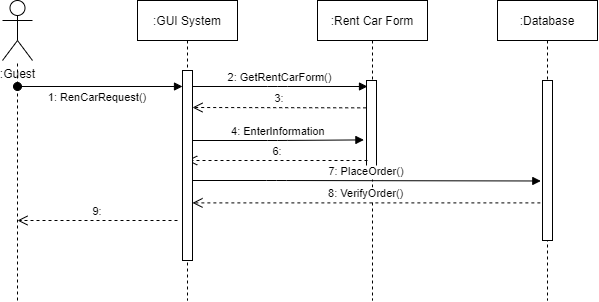 :GUI System
:Rent Car Form
:Database
:Guest
2: GetRentCarForm()
1: RenCarRequest()
3:
4: EnterInformation
6:
7: PlaceOrder()
8: VerifyOrder()
9: